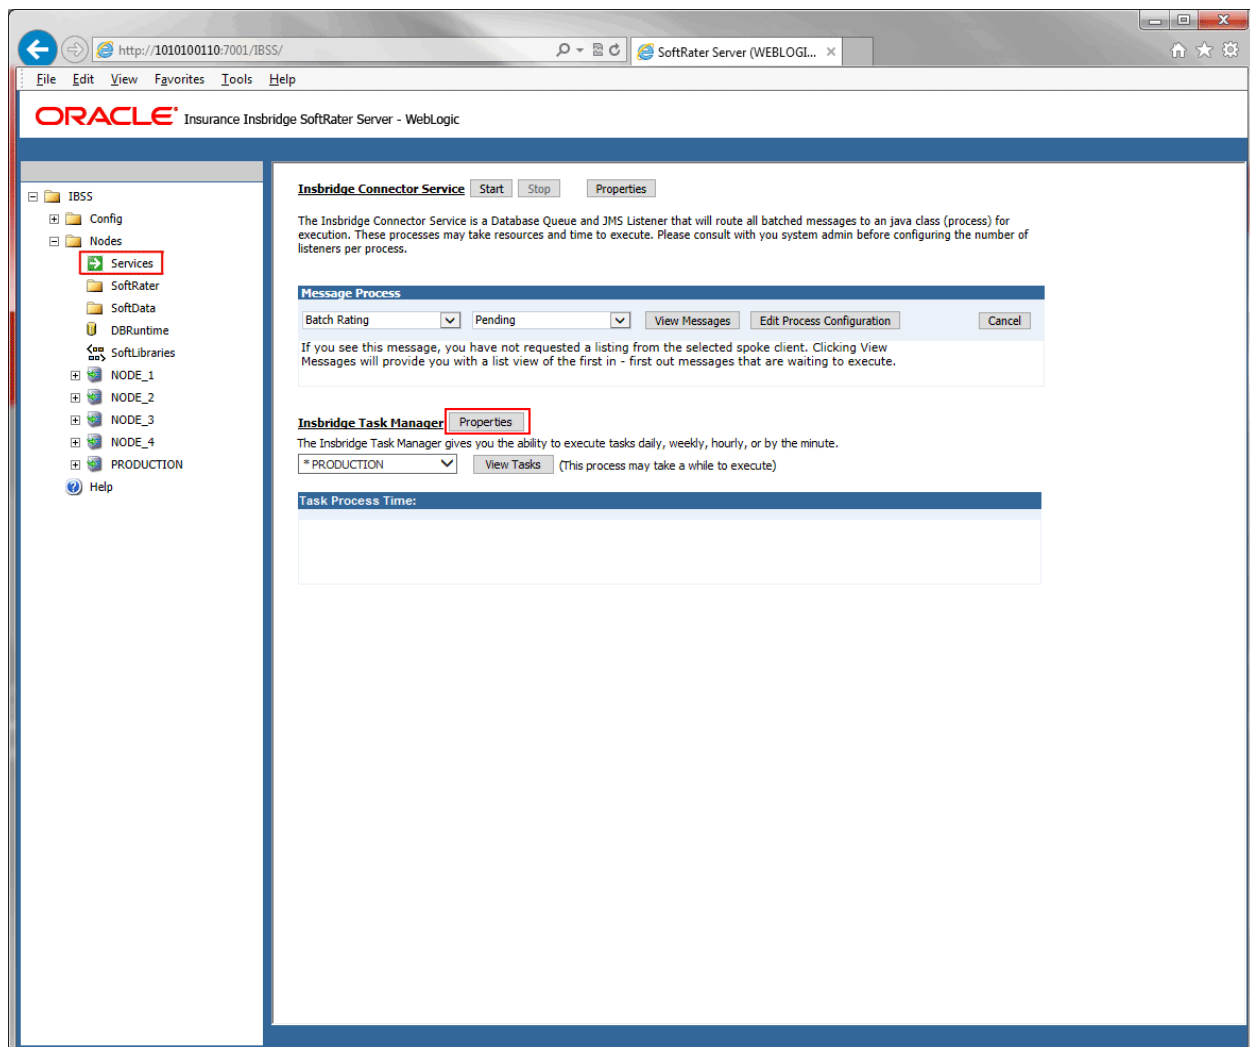 http://1010100110:7001/IBSS/
SoftRater Server (WEBLOGI...
File Edit View Favorites Tools Help
ORACLE Insurance Insbridge SoftRater Server - WebLogic
IBSS
Config
Nodes
Services
SoftRater
SoftData
DBRuntime
SoftLibraries
NODE_1
NODE_2
NODE_3
NODE_4
PRODUCTION
Help
Insbridge Connector Service Start Stop Properties
The Insbridge Connector Service is a Database Queue and JMS Listener that will route all batched messages to an java class (process) for
execution. These processes may take resources and time to execute. Please consult with you system admin before configuring the number of
listeners per process.
Message Process
Batch Rating Pending View Messages Edit Process Configuration Cancel
If you see this message, you have not requested a listing from the selected spoke client. Clicking View
Messages will provide you with a list view of the first in - first out messages that are waiting to execute.
Insbridge Task Manager Properties
The Insbridge Task Manager gives you the ability to execute tasks daily, weekly, hourly, or by the minute.
* PRODUCTION View Tasks (This process may take a while to execute)
Task Process Time: